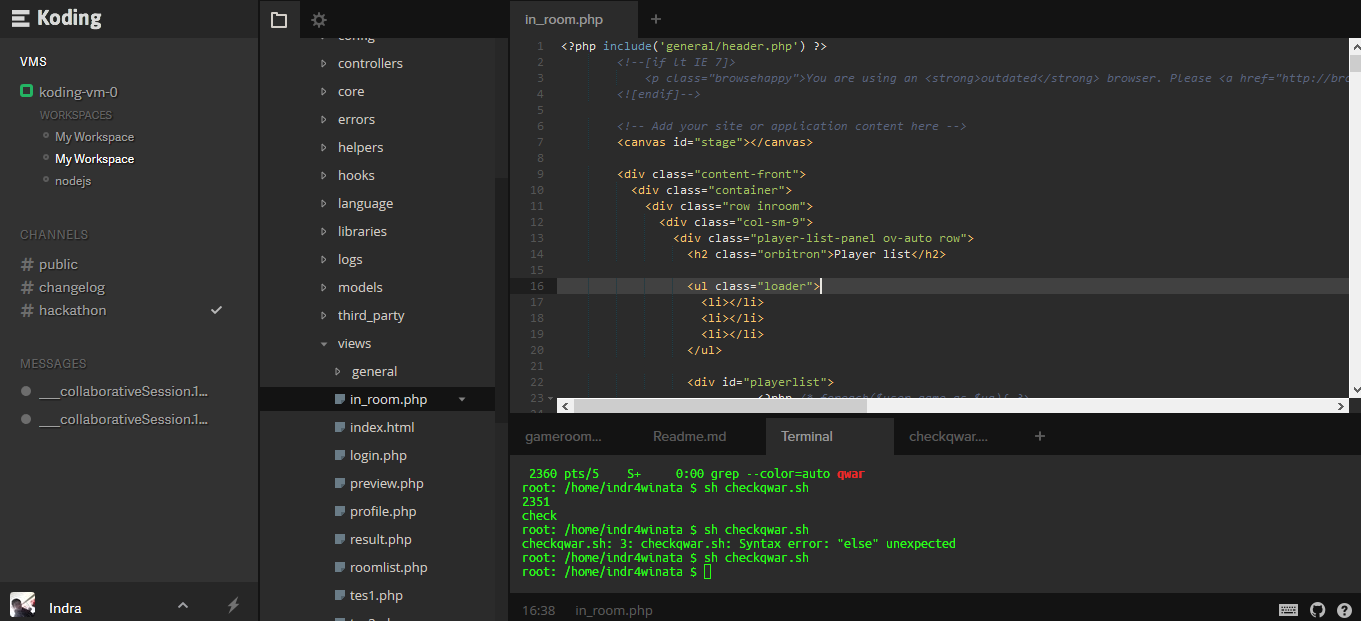 Koding
VMS
koding-vm-0
WORKSPACES
My Workspace
My Workspace
nodejs
CHANNELS
# public
# changelog
# hackathon
MESSAGES
___collaborativeSession.1...
___collaborativeSession.1...
Indra
config
controllers
core
errors
helpers
hooks
language
libraries
logs
models
third_party
views
general
in_room.php
index.html
login.php
preview.php
profile.php
result.php
roomlist.php
tes1.php
in_room.php +
1 <?php include('general/header.php') ?>
2 <!--[if lt IE 7]>
3 <p class="browsehappy">You are using an <strong>outdated</strong> browser. Please <a href="http://bro
4 <![endif]-->
5
6 <!-- Add your site or application content here -->
7 <canvas id="stage"></canvas>
8
9 <div class="content-front">
10 <div class="container">
11 <div class="row inroom">
12 <div class="col-sm-9">
13 <div class="player-list-panel ov-auto row">
14 <h2 class="orbitron">Player list</h2>
15
16 <ul class="loader">
17 <li></li>
18 <li></li>
19 <li></li>
20 </ul>
21
22 <div id="playerlist">
23
gameroom... Readme.md Terminal checkqwar.... +
2360 pts/5 S+ 0:00 grep --color=auto qwar
root: /home/indr4winata $ sh checkqwar.sh
2351
check
root: /home/indr4winata $ sh checkqwar.sh
checkqwar.sh: 3: checkqwar.sh: Syntax error: "else" unexpected
root: /home/indr4winata $ sh checkqwar.sh
root: /home/indr4winata $
16:38 in_room.php